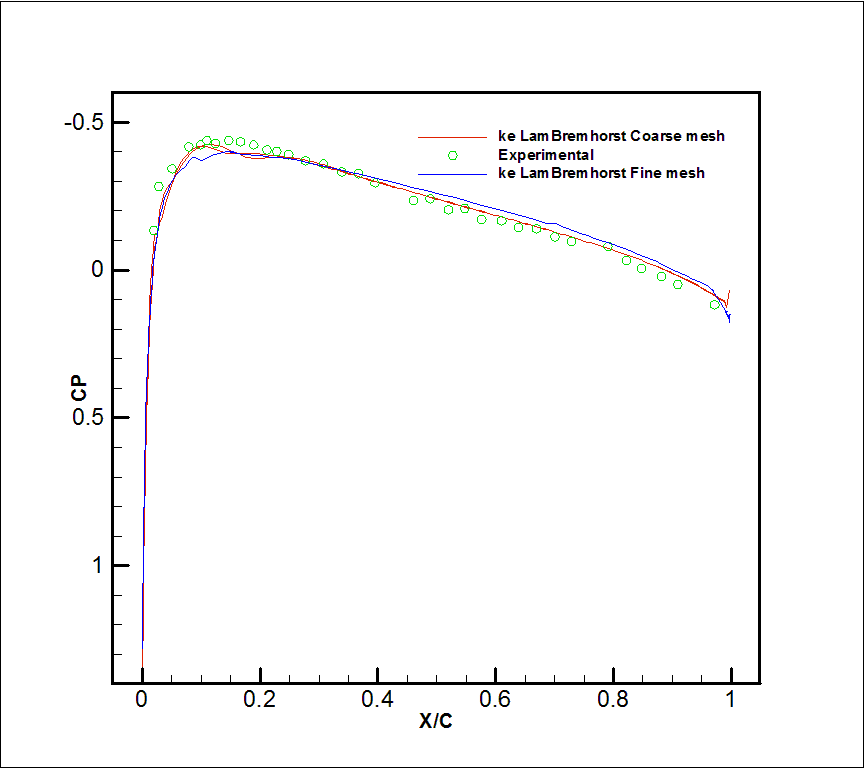 -0.5
ke LamBremhorst Coarse mesh
Experimental
ke LamBremhorst Fine mesh
0
CP
0.5
1
0 0.2 0.4 0.6 0.8 1
X/C